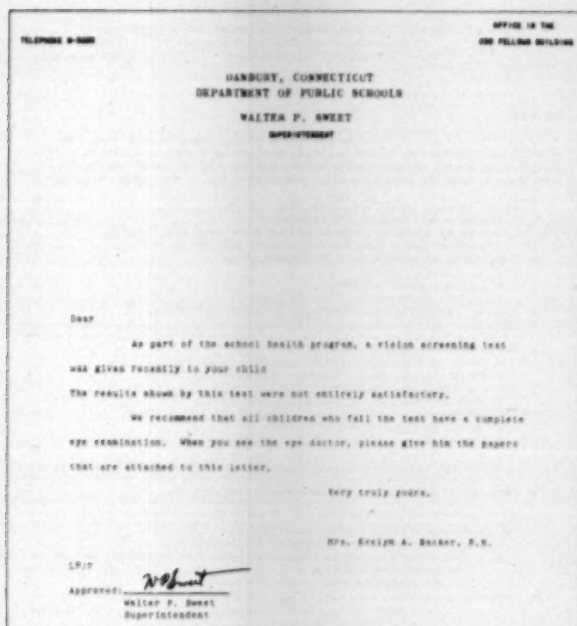 OFFICE IN THE
TELEPHONE ODD FELLOWS BUILDING
DANBURY, CONNECTICUT
DEPARTMENT OF PUBLIC SCHOOLS
WALTER P. SWEET
SUPERINTENDENT
Dear
As part of the school health program, a vision screening test
was given recently to your child
The results shown by this test were not entirely satisfactory.
We recommend that all children who fail the test have a complete
eye examination. When you see the eye doctor, please give him the papers
that are attached to this letter.
Very truly yours,
Mrs. Evelyn A. R.N.
Approved: W P Sweet
Walter P. Sweet
Superintendent